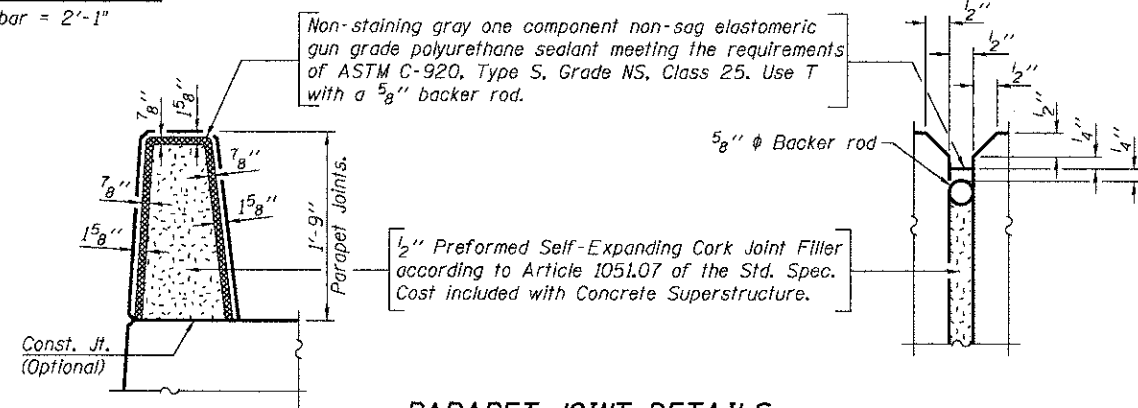 bar = 2'-1"
Non-staining gray one component non-sag elastomeric
gun grade polyurethane sealant meeting the requirements
of ASTM C-920, Type S, Grade NS, Class 25. Use T
with a 5/8" backer rod.
1/2"
1/2"
1/2"
1/2"
1/4"
1/4"
5/8" φ Backer rod
7/8"
1 5/8"
7/8"
7/8"
1 5/8"
1 5/8"
1'-9"
Parapet Joints.
1/2" Preformed Self-Expanding Cork Joint Filler
according to Article 1051.07 of the Std. Spec.
Cost included with Concrete Superstructure.
Const. Jt.
(Optional)
PARAPET JOINT DETAILS